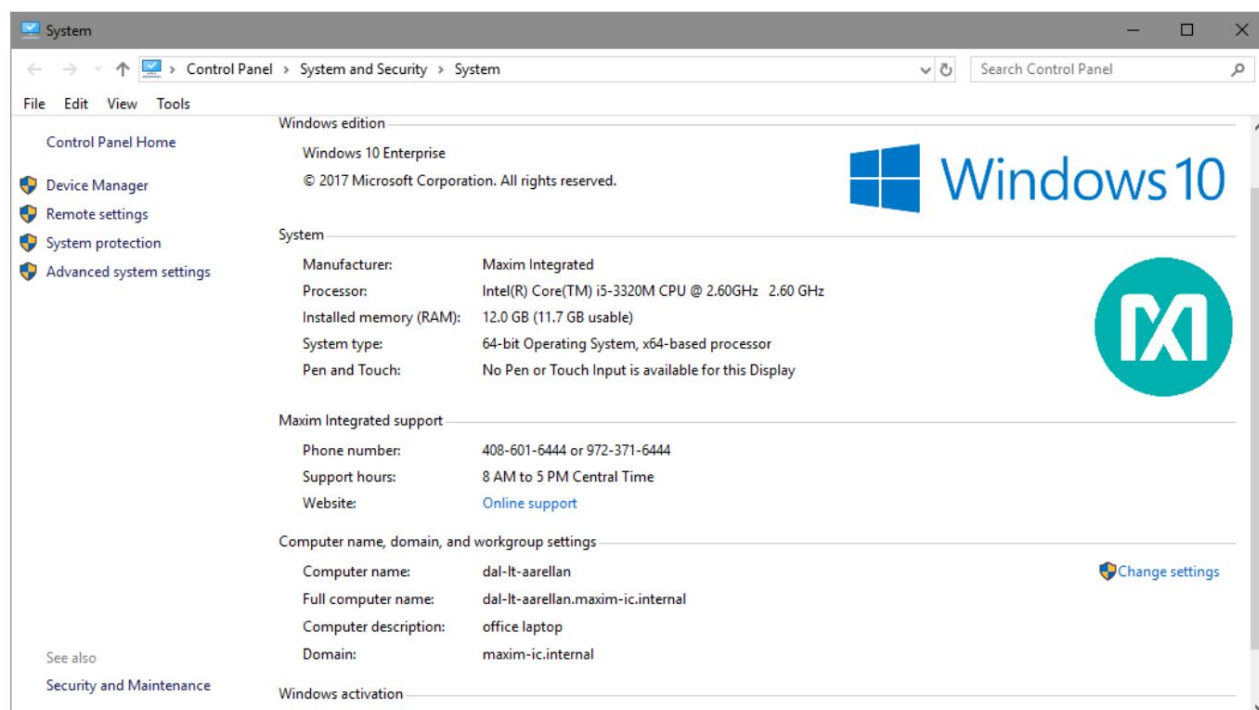 System
Control Panel › System and Security › System
Search Control Panel
File Edit View Tools
Control Panel Home
Device Manager
Remote settings
System protection
Advanced system settings
See also
Security and Maintenance
Windows edition
Windows 10 Enterprise
© 2017 Microsoft Corporation. All rights reserved.
Windows 10
System
Manufacturer: Maxim Integrated
Processor: Intel(R) Core(TM) i5-3320M CPU @ 2.60GHz 2.60 GHz
Installed memory (RAM): 12.0 GB (11.7 GB usable)
System type: 64-bit Operating System, x64-based processor
Pen and Touch: No Pen or Touch Input is available for this Display
Maxim Integrated support
Phone number: 408-601-6444 or 972-371-6444
Support hours: 8 AM to 5 PM Central Time
Website: Online support
Computer name, domain, and workgroup settings
Computer name: dal-lt-aarellan
Change settings
Full computer name: dal-lt-aarellan.maxim-ic.internal
Computer description: office laptop
Domain: maxim-ic.internal
Windows activation